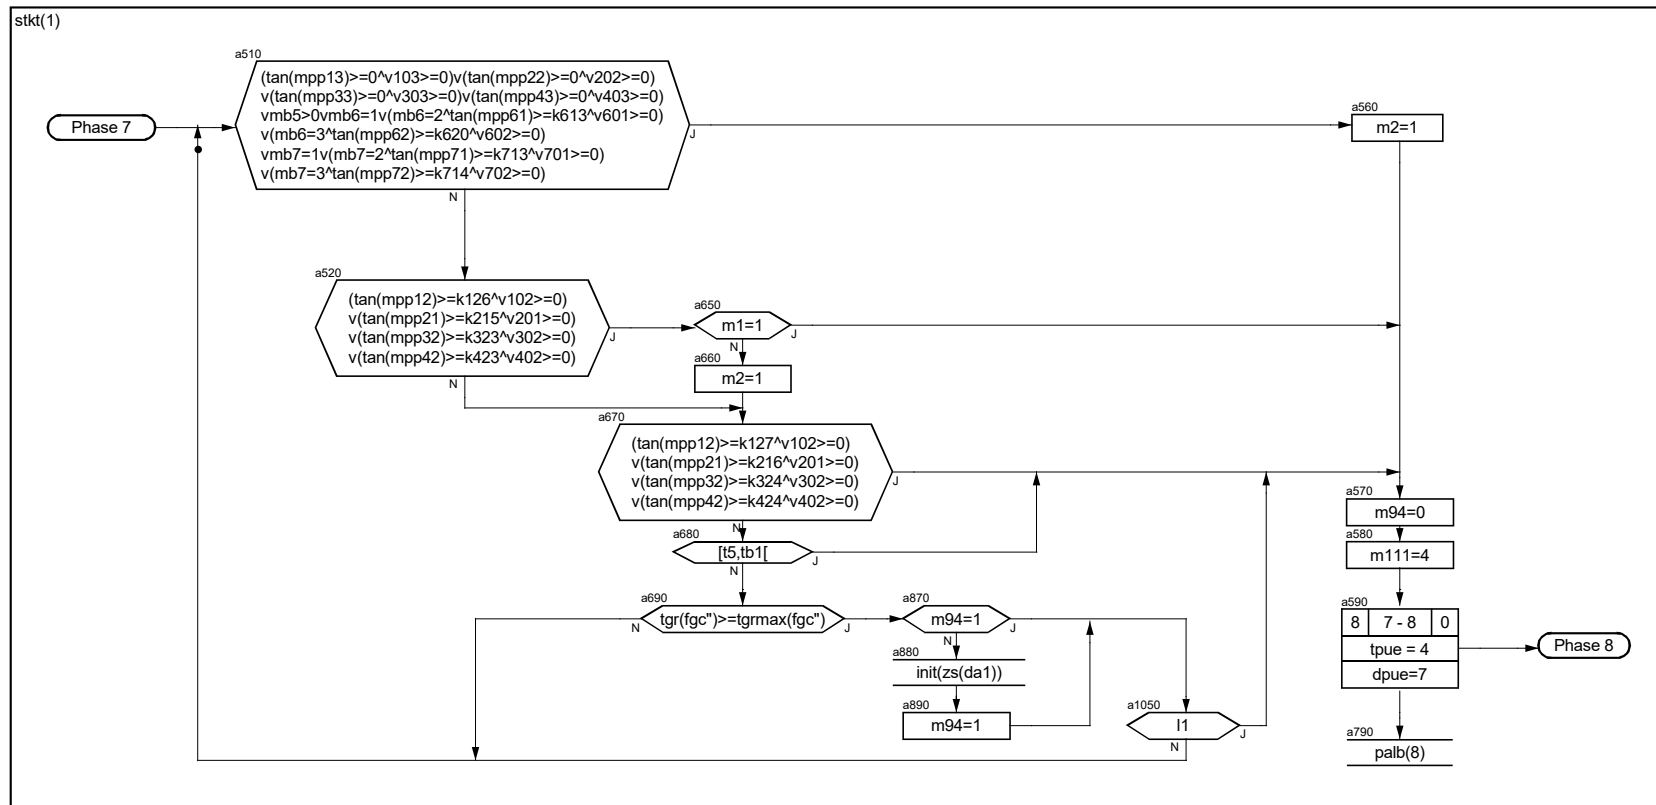 stkt(1)
a510
(tan(mpp13)>=0^v103>=0)v(tan(mpp22)>=0^v202>=0)
v(tan(mpp33)>=0^v303>=0)v(tan(mpp43)>=0^v403>=0)
vmb5>0vmb6=1v(mb6=2^tan(mpp61)>=k613^v601>=0)
v(mb6=3^tan(mpp62)>=k620^v602>=0)
vmb7=1v(mb7=2^tan(mpp71)>=k713^v701>=0)
v(mb7=3^tan(mpp72)>=k714^v702>=0)
Phase 7
J
N
a560
m2=1
a520
(tan(mpp12)>=k126^v102>=0)
v(tan(mpp21)>=k215^v201>=0)
v(tan(mpp32)>=k323^v302>=0)
v(tan(mpp42)>=k423^v402>=0)
J
N
a650
m1=1
J
N
a660
m2=1
a670
(tan(mpp12)>=k127^v102>=0)
v(tan(mpp21)>=k216^v201>=0)
v(tan(mpp32)>=k324^v302>=0)
v(tan(mpp42)>=k424^v402>=0)
J
N
a680
[t5,tb1[
J
N
a690
tgr(fgc")>=tgrmax(fgc")
N
J
a870
m94=1
J
N
a880
init(zs(da1))
a890
m94=1
a1050
l1
J
N
a570
m94=0
a580
m111=4
a590
8 7 - 8 0
tpue = 4
dpue=7
Phase 8
a790
palb(8)